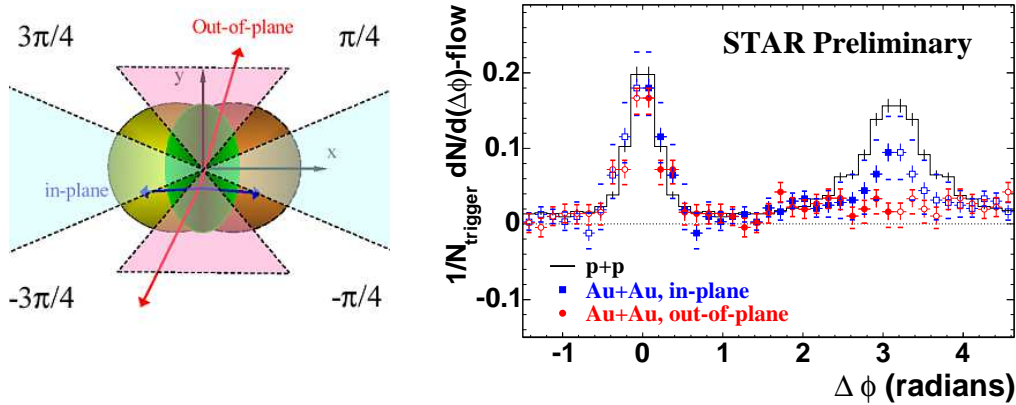 3π/4
Out-of-plane
π/4
y
x
in-plane
-3π/4
-π/4
STAR Preliminary
1/N_trigger dN/d(Δϕ)-flow
0.2
0.1
0
-0.1
p+p
Au+Au, in-plane
Au+Au, out-of-plane
-1 0 1 2 3 4
Δ ϕ (radians)